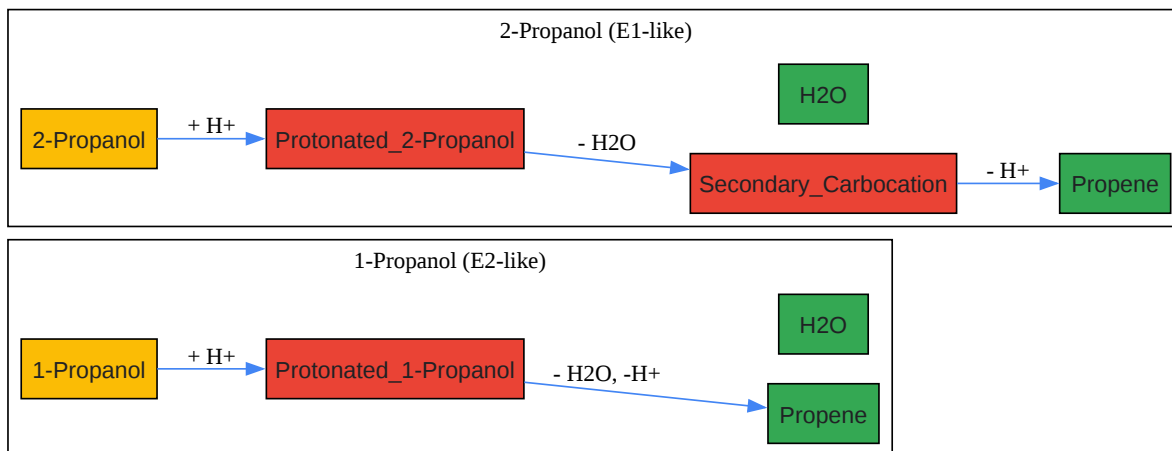 2-Propanol (E1-like)
H2O
2-Propanol
+ H+
Protonated_2-Propanol
- H2O
Secondary_Carbocation
- H+
Propene
1-Propanol (E2-like)
H2O
1-Propanol
+ H+
Protonated_1-Propanol
- H2O, -H+
Propene